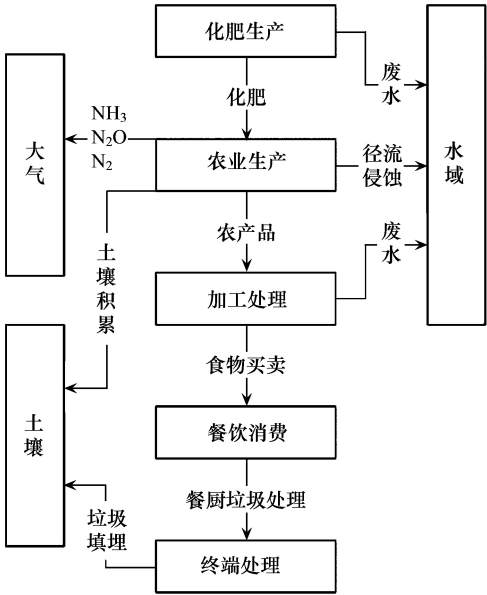 化肥生产
废
水
化肥
NH3
N2O
N2
大
气
农业生产
径流
侵蚀
水
域
农产品
废
水
土
壤
积
累
加工处理
食物买卖
土
壤
餐饮消费
餐厨垃圾处理
垃圾
填埋
终端处理